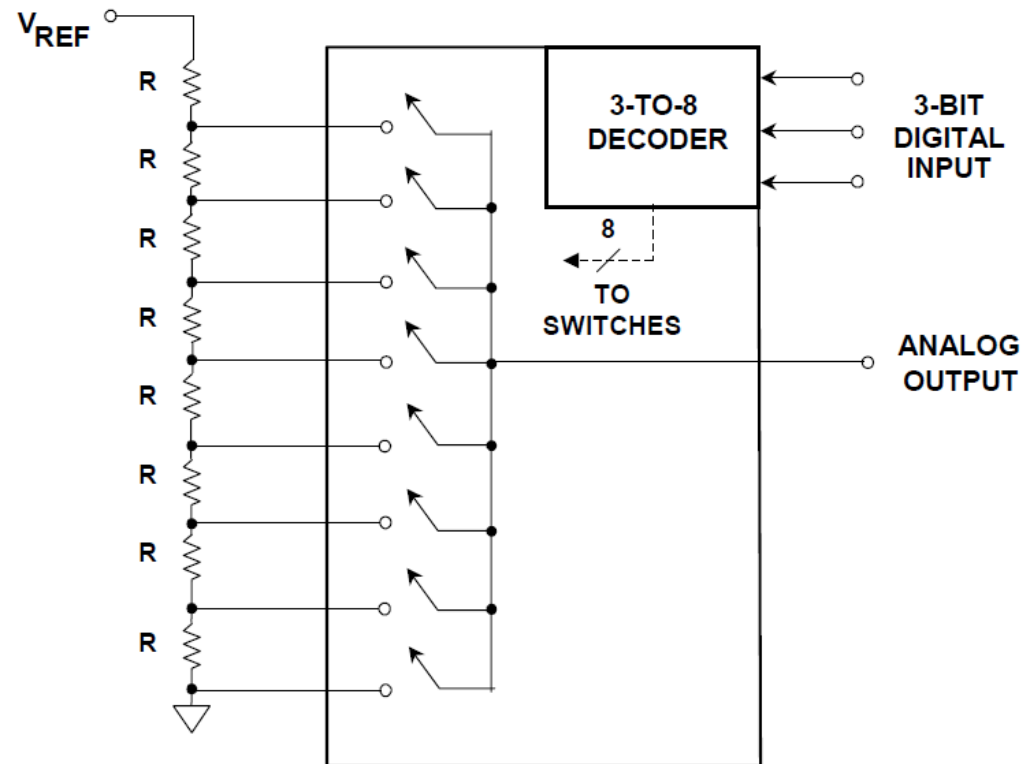 VREF
R
R
R
R
R
R
R
R
3-TO-8
DECODER
3-BIT
DIGITAL
INPUT
8
TO
SWITCHES
ANALOG
OUTPUT